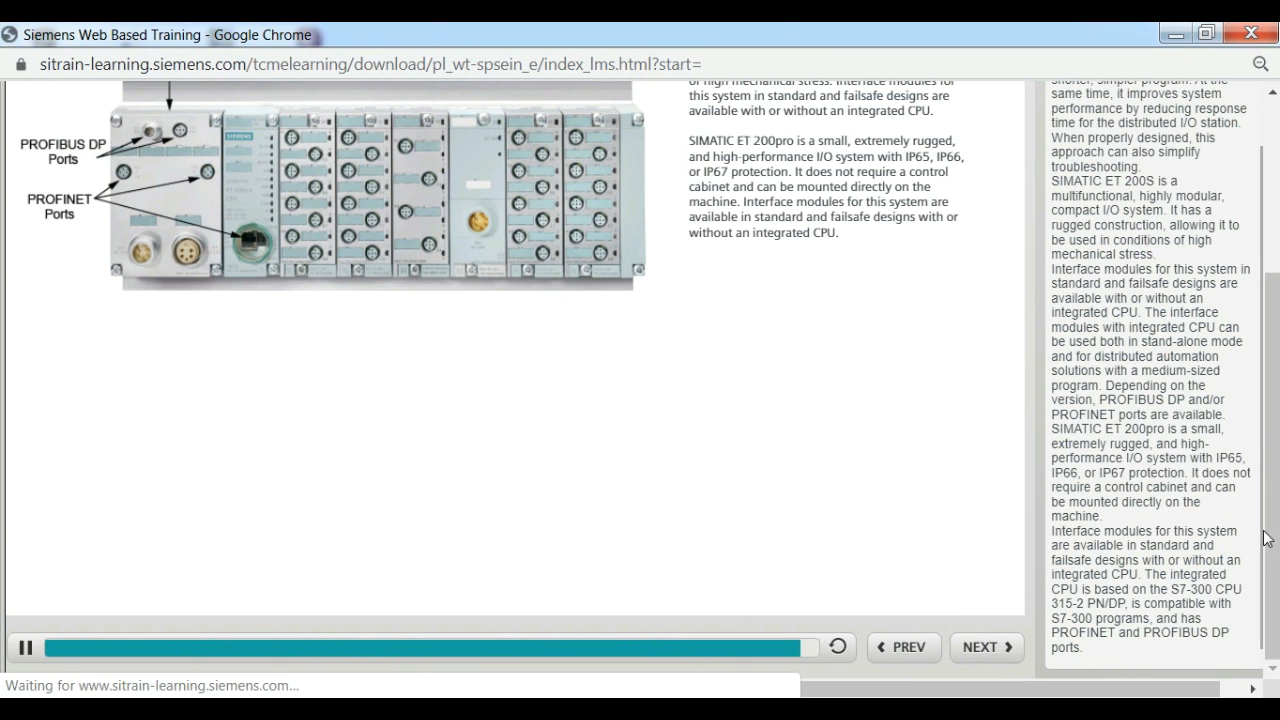 Siemens Web Based Training - Google Chrome
sitrain-learning.siemens.com/tcmelearning/download/pl_wt-spsein_e/index_lms.html?start=
PROFIBUS DP
Ports
PROFINET
Ports
SIEMENS
of high mechanical stress. Interface modules for
this system in standard and failsafe designs are
available with or without an integrated CPU.
SIMATIC ET 200pro is a small, extremely rugged,
and high-performance I/O system with IP65, IP66,
or IP67 protection. It does not require a control
cabinet and can be mounted directly on the
machine. Interface modules for this system are
available in standard and failsafe designs with or
without an integrated CPU.
shorter, simpler program. At the
same time, it improves system
performance by reducing response
time for the distributed I/O station.
When properly designed, this
approach can also simplify
troubleshooting.
SIMATIC ET 200S is a
multifunctional, highly modular,
compact I/O system. It has a
rugged construction, allowing it to
be used in conditions of high
mechanical stress.
Interface modules for this system in
standard and failsafe designs are
available with or without an
integrated CPU. The interface
modules with integrated CPU can
be used both in stand-alone mode
and for distributed automation
solutions with a medium-sized
program. Depending on the
version, PROFIBUS DP and/or
PROFINET ports are available.
SIMATIC ET 200pro is a small,
extremely rugged, and high-
performance I/O system with IP65,
IP66, or IP67 protection. It does not
require a control cabinet and can
be mounted directly on the
machine.
Interface modules for this system
are available in standard and
failsafe designs with or without an
integrated CPU. The integrated
CPU is based on the S7-300 CPU
315-2 PN/DP, is compatible with
S7-300 programs, and has
PROFINET and PROFIBUS DP
ports.
PREV
NEXT
Waiting for www.sitrain-learning.siemens.com...